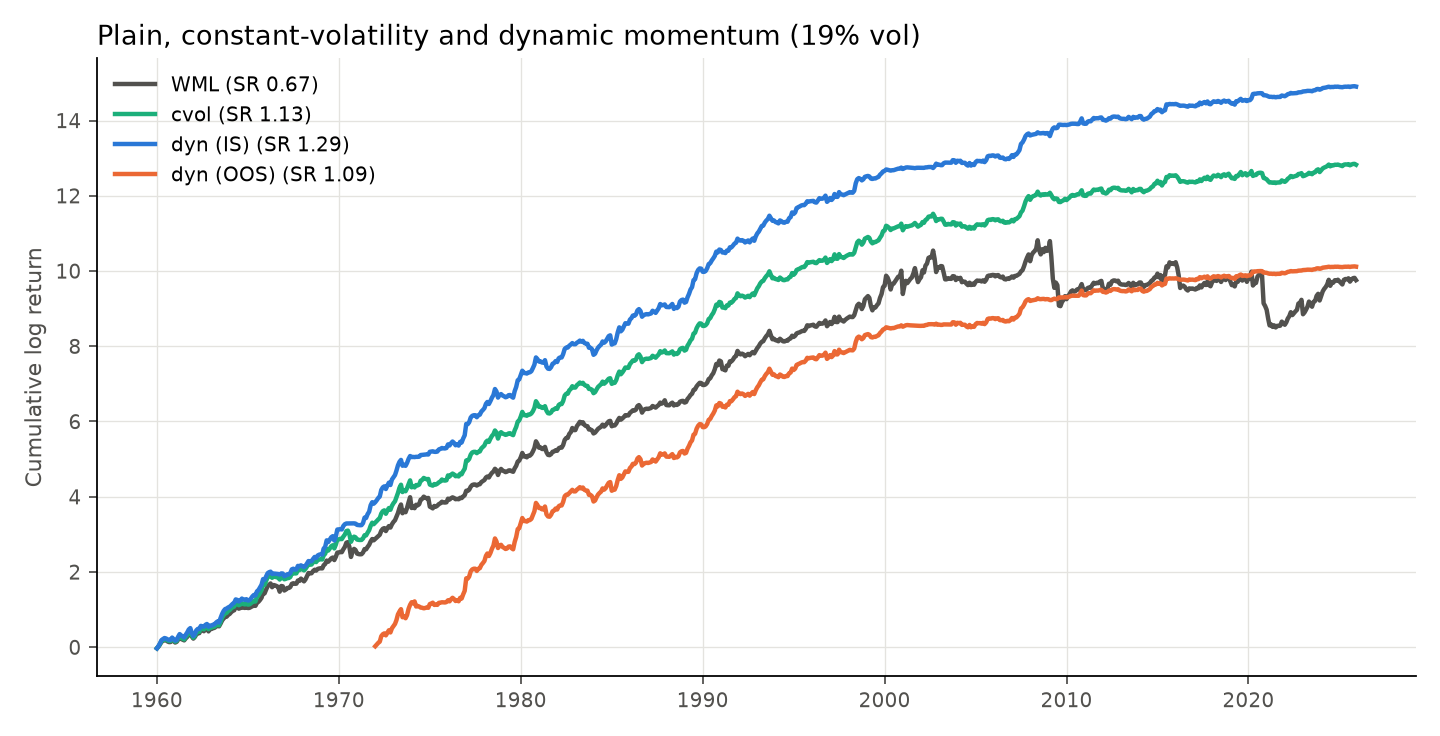 Plain, constant-volatility and dynamic momentum (19% vol)
WML (SR 0.67)
cvol (SR 1.13)
dyn (IS) (SR 1.29)
dyn (OOS) (SR 1.09)
Cumulative log return
14
12
10
8
6
4
2
0
1960 1970 1980 1990 2000 2010 2020